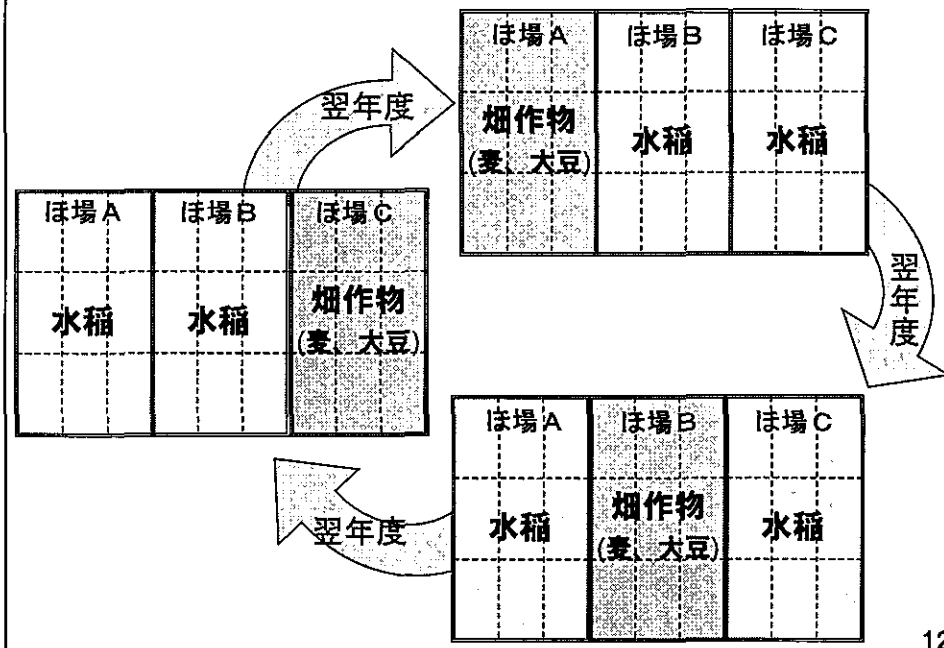 ほ場A ほ場B ほ場C
翌年度
畑作物 水稲 水稲
(麦、大豆)
ほ場A ほ場B ほ場C
水稲 水稲 畑作物
(麦、大豆)
翌年度
ほ場A ほ場B ほ場C
水稲 畑作物 水稲
(麦、大豆)
翌年度
12